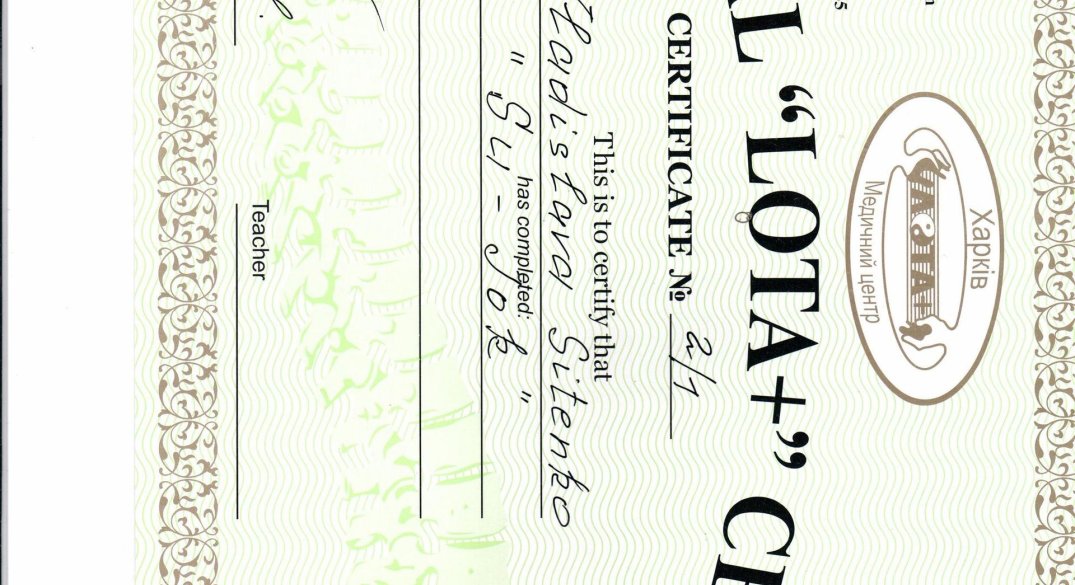 Харків
Медичний центр
L “LOTA+” CE
CERTIFICATE № 2/1
This is to certify that
Vladislava Sitenko
has completed:
" Su - Jok "
Teacher